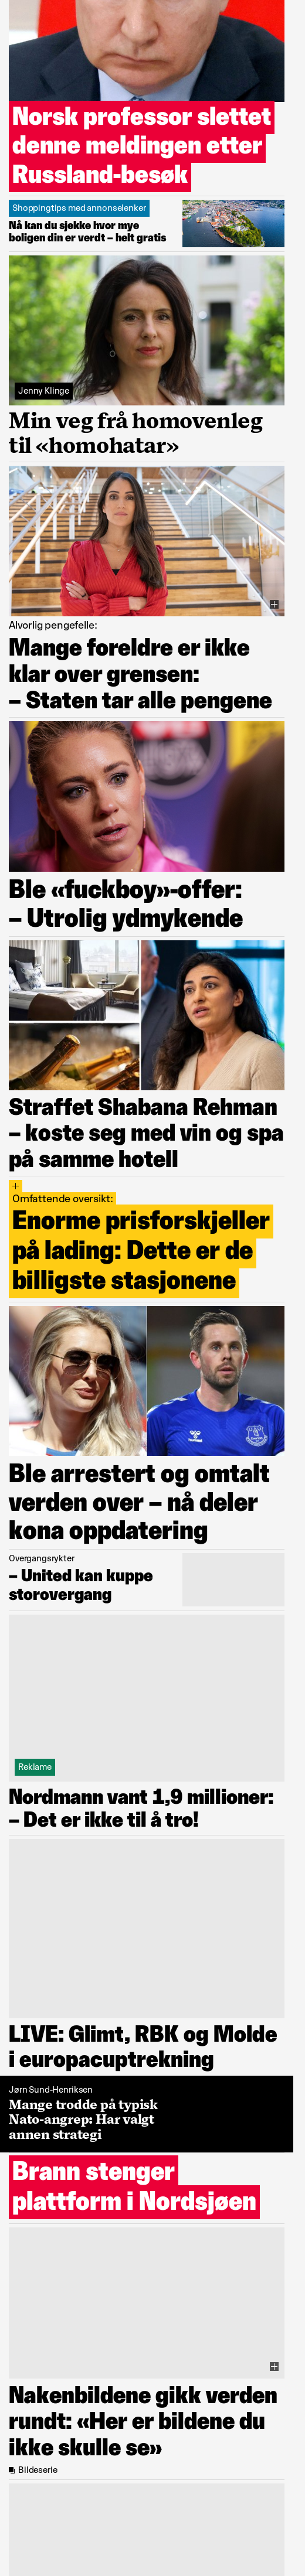 Norsk professor slettet
denne meldingen etter
Russland-besøk
Shoppingtips med annonselenker
Nå kan du sjekke hvor mye
boligen din er verdt – helt gratis
Jenny Klinge
Min veg frå homovenleg
til «homohatar»
Alvorlig pengefelle:
Mange foreldre er ikke
klar over grensen:
– Staten tar alle pengene
Ble «fuckboy»-offer:
– Utrolig ydmykende
Straffet Shabana Rehman
– koste seg med vin og spa
på samme hotell
Omfattende oversikt:
Enorme prisforskjeller
på lading: Dette er de
billigste stasjonene
Ble arrestert og omtalt
verden over – nå deler
kona oppdatering
Overgangsrykter
– United kan kuppe
storovergang
Reklame
Nordmann vant 1,9 millioner:
– Det er ikke til å tro!
LIVE: Glimt, RBK og Molde
i europacuptrekning
Jørn Sund-Henriksen
Mange trodde på typisk
Nato-angrep: Har valgt
annen strategi
Brann stenger
plattform i Nordsjøen
Nakenbildene gikk verden
rundt: «Her er bildene du
ikke skulle se»
Bildeserie